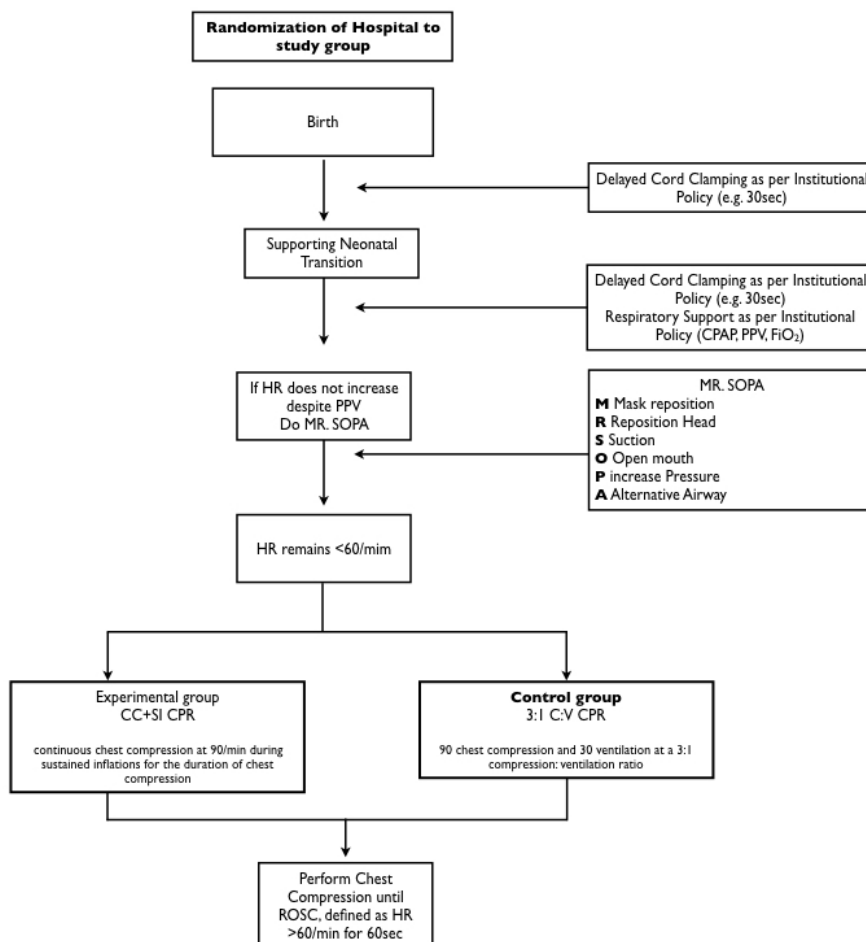 Randomization of Hospital to
study group
Birth
Delayed Cord Clamping as per Institutional
Policy (e.g. 30sec)
Supporting Neonatal
Transition
Delayed Cord Clamping as per Institutional
Policy (e.g. 30sec)
Respiratory Support as per Institutional
Policy (CPAP, PPV, FiO₂)
If HR does not increase
despite PPV
Do MR. SOPA
MR. SOPA
M Mask reposition
R Reposition Head
S Suction
O Open mouth
P increase Pressure
A Alternative Airway
HR remains <60/mim
Experimental group
CC+SI CPR
continuous chest compression at 90/min during
sustained inflations for the duration of chest
compression
Control group
3:1 C:V CPR
90 chest compression and 30 ventilation at a 3:1
compression: ventilation ratio
Perform Chest
Compression until
ROSC, defined as HR
>60/min for 60sec